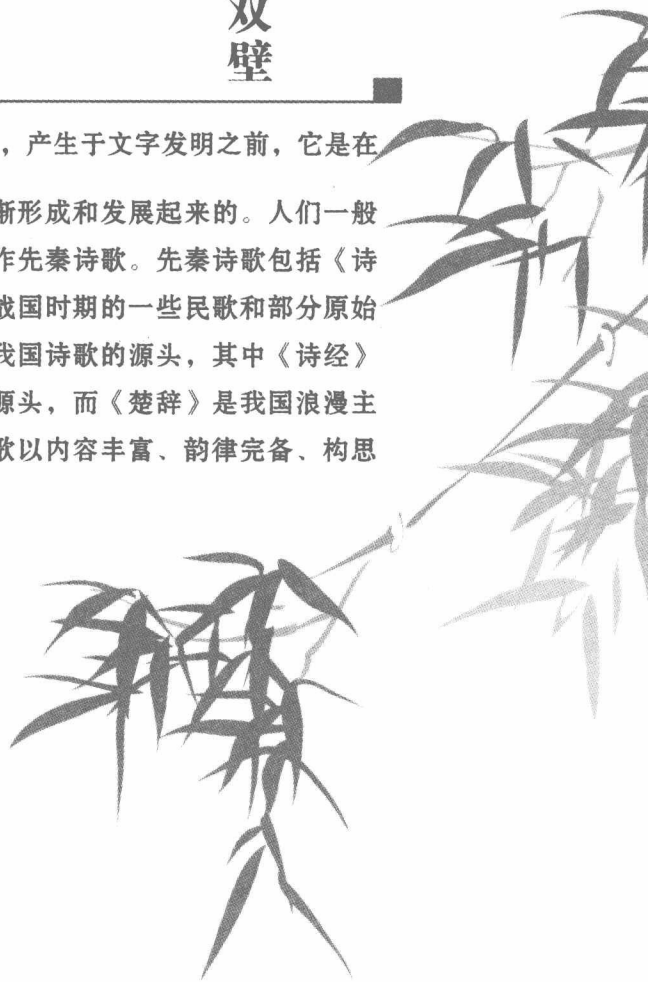 双
壁
，产生于文字发明之前，它是在
渐形成和发展起来的。人们一般
作先秦诗歌。先秦诗歌包括《诗
战国时期的一些民歌和部分原始
我国诗歌的源头，其中《诗经》
源头，而《楚辞》是我国浪漫主
歌以内容丰富、韵律完备、构思